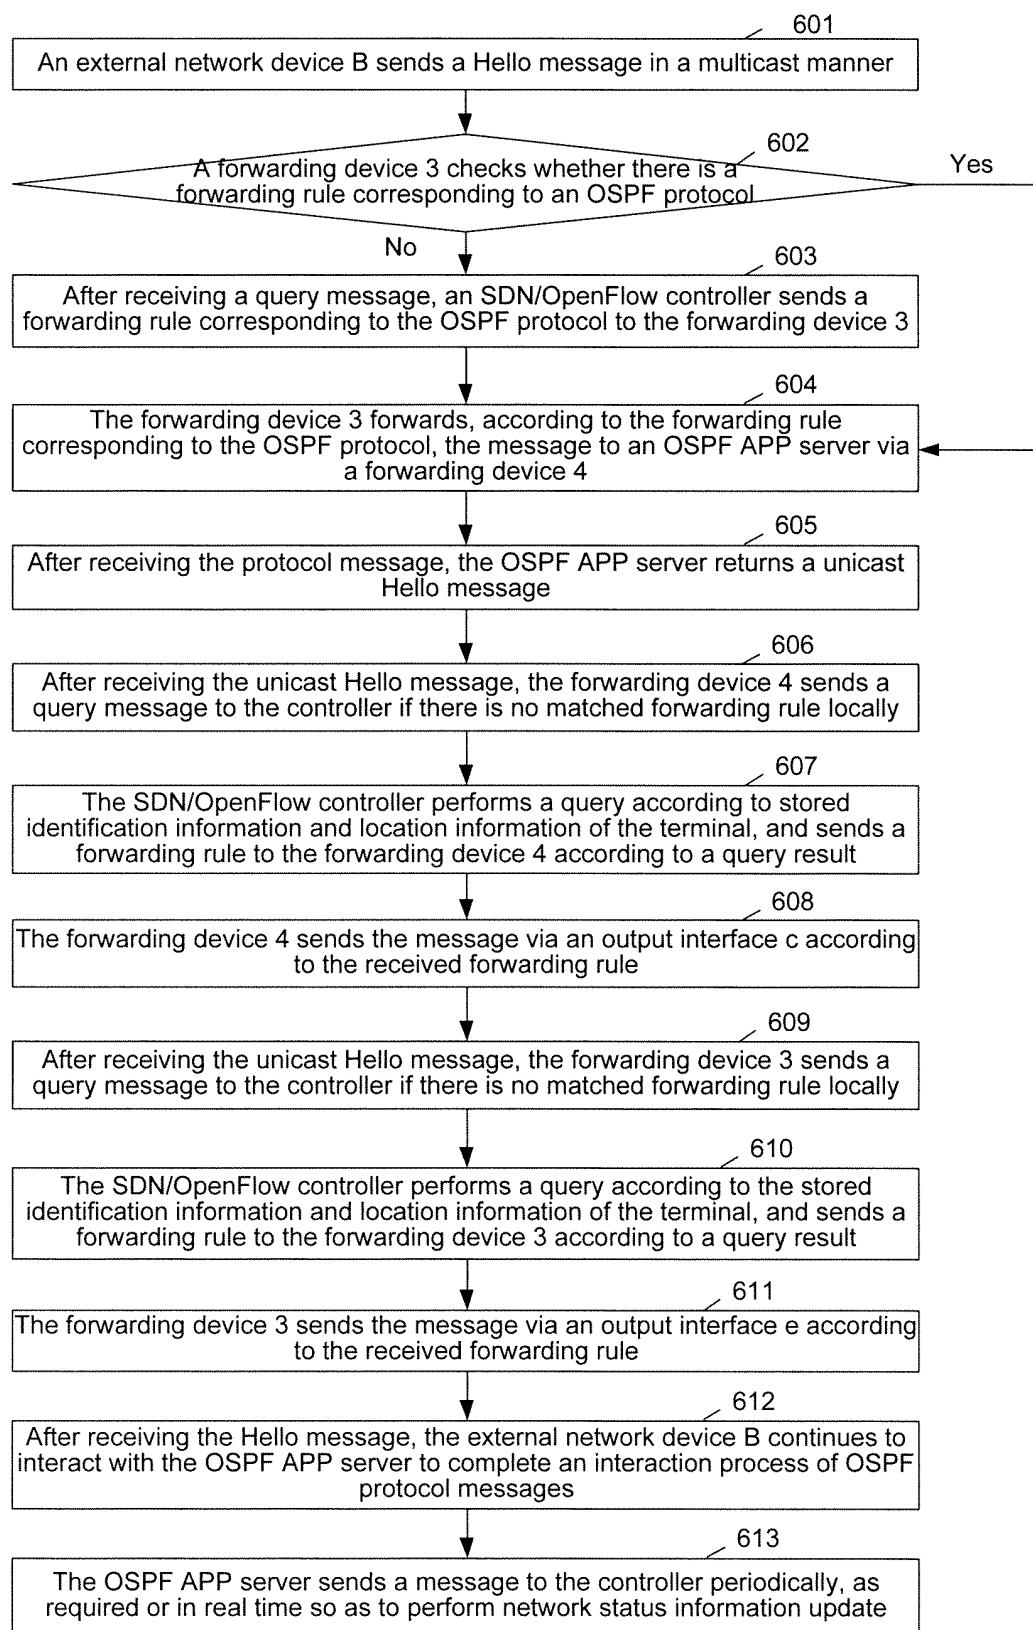 601
An external network device B sends a Hello message in a multicast manner
602
A forwarding device 3 checks whether there is a
forwarding rule corresponding to an OSPF protocol
Yes
No
603
After receiving a query message, an SDN/OpenFlow controller sends a
forwarding rule corresponding to the OSPF protocol to the forwarding device 3
604
The forwarding device 3 forwards, according to the forwarding rule
corresponding to the OSPF protocol, the message to an OSPF APP server via
a forwarding device 4
605
After receiving the protocol message, the OSPF APP server returns a unicast
Hello message
606
After receiving the unicast Hello message, the forwarding device 4 sends a
query message to the controller if there is no matched forwarding rule locally
607
The SDN/OpenFlow controller performs a query according to stored
identification information and location information of the terminal, and sends a
forwarding rule to the forwarding device 4 according to a query result
608
The forwarding device 4 sends the message via an output interface c according
to the received forwarding rule
609
After receiving the unicast Hello message, the forwarding device 3 sends a
query message to the controller if there is no matched forwarding rule locally
610
The SDN/OpenFlow controller performs a query according to the stored
identification information and location information of the terminal, and sends a
forwarding rule to the forwarding device 3 according to a query result
611
The forwarding device 3 sends the message via an output interface e according
to the received forwarding rule
612
After receiving the Hello message, the external network device B continues to
interact with the OSPF APP server to complete an interaction process of OSPF
protocol messages
613
The OSPF APP server sends a message to the controller periodically, as
required or in real time so as to perform network status information update